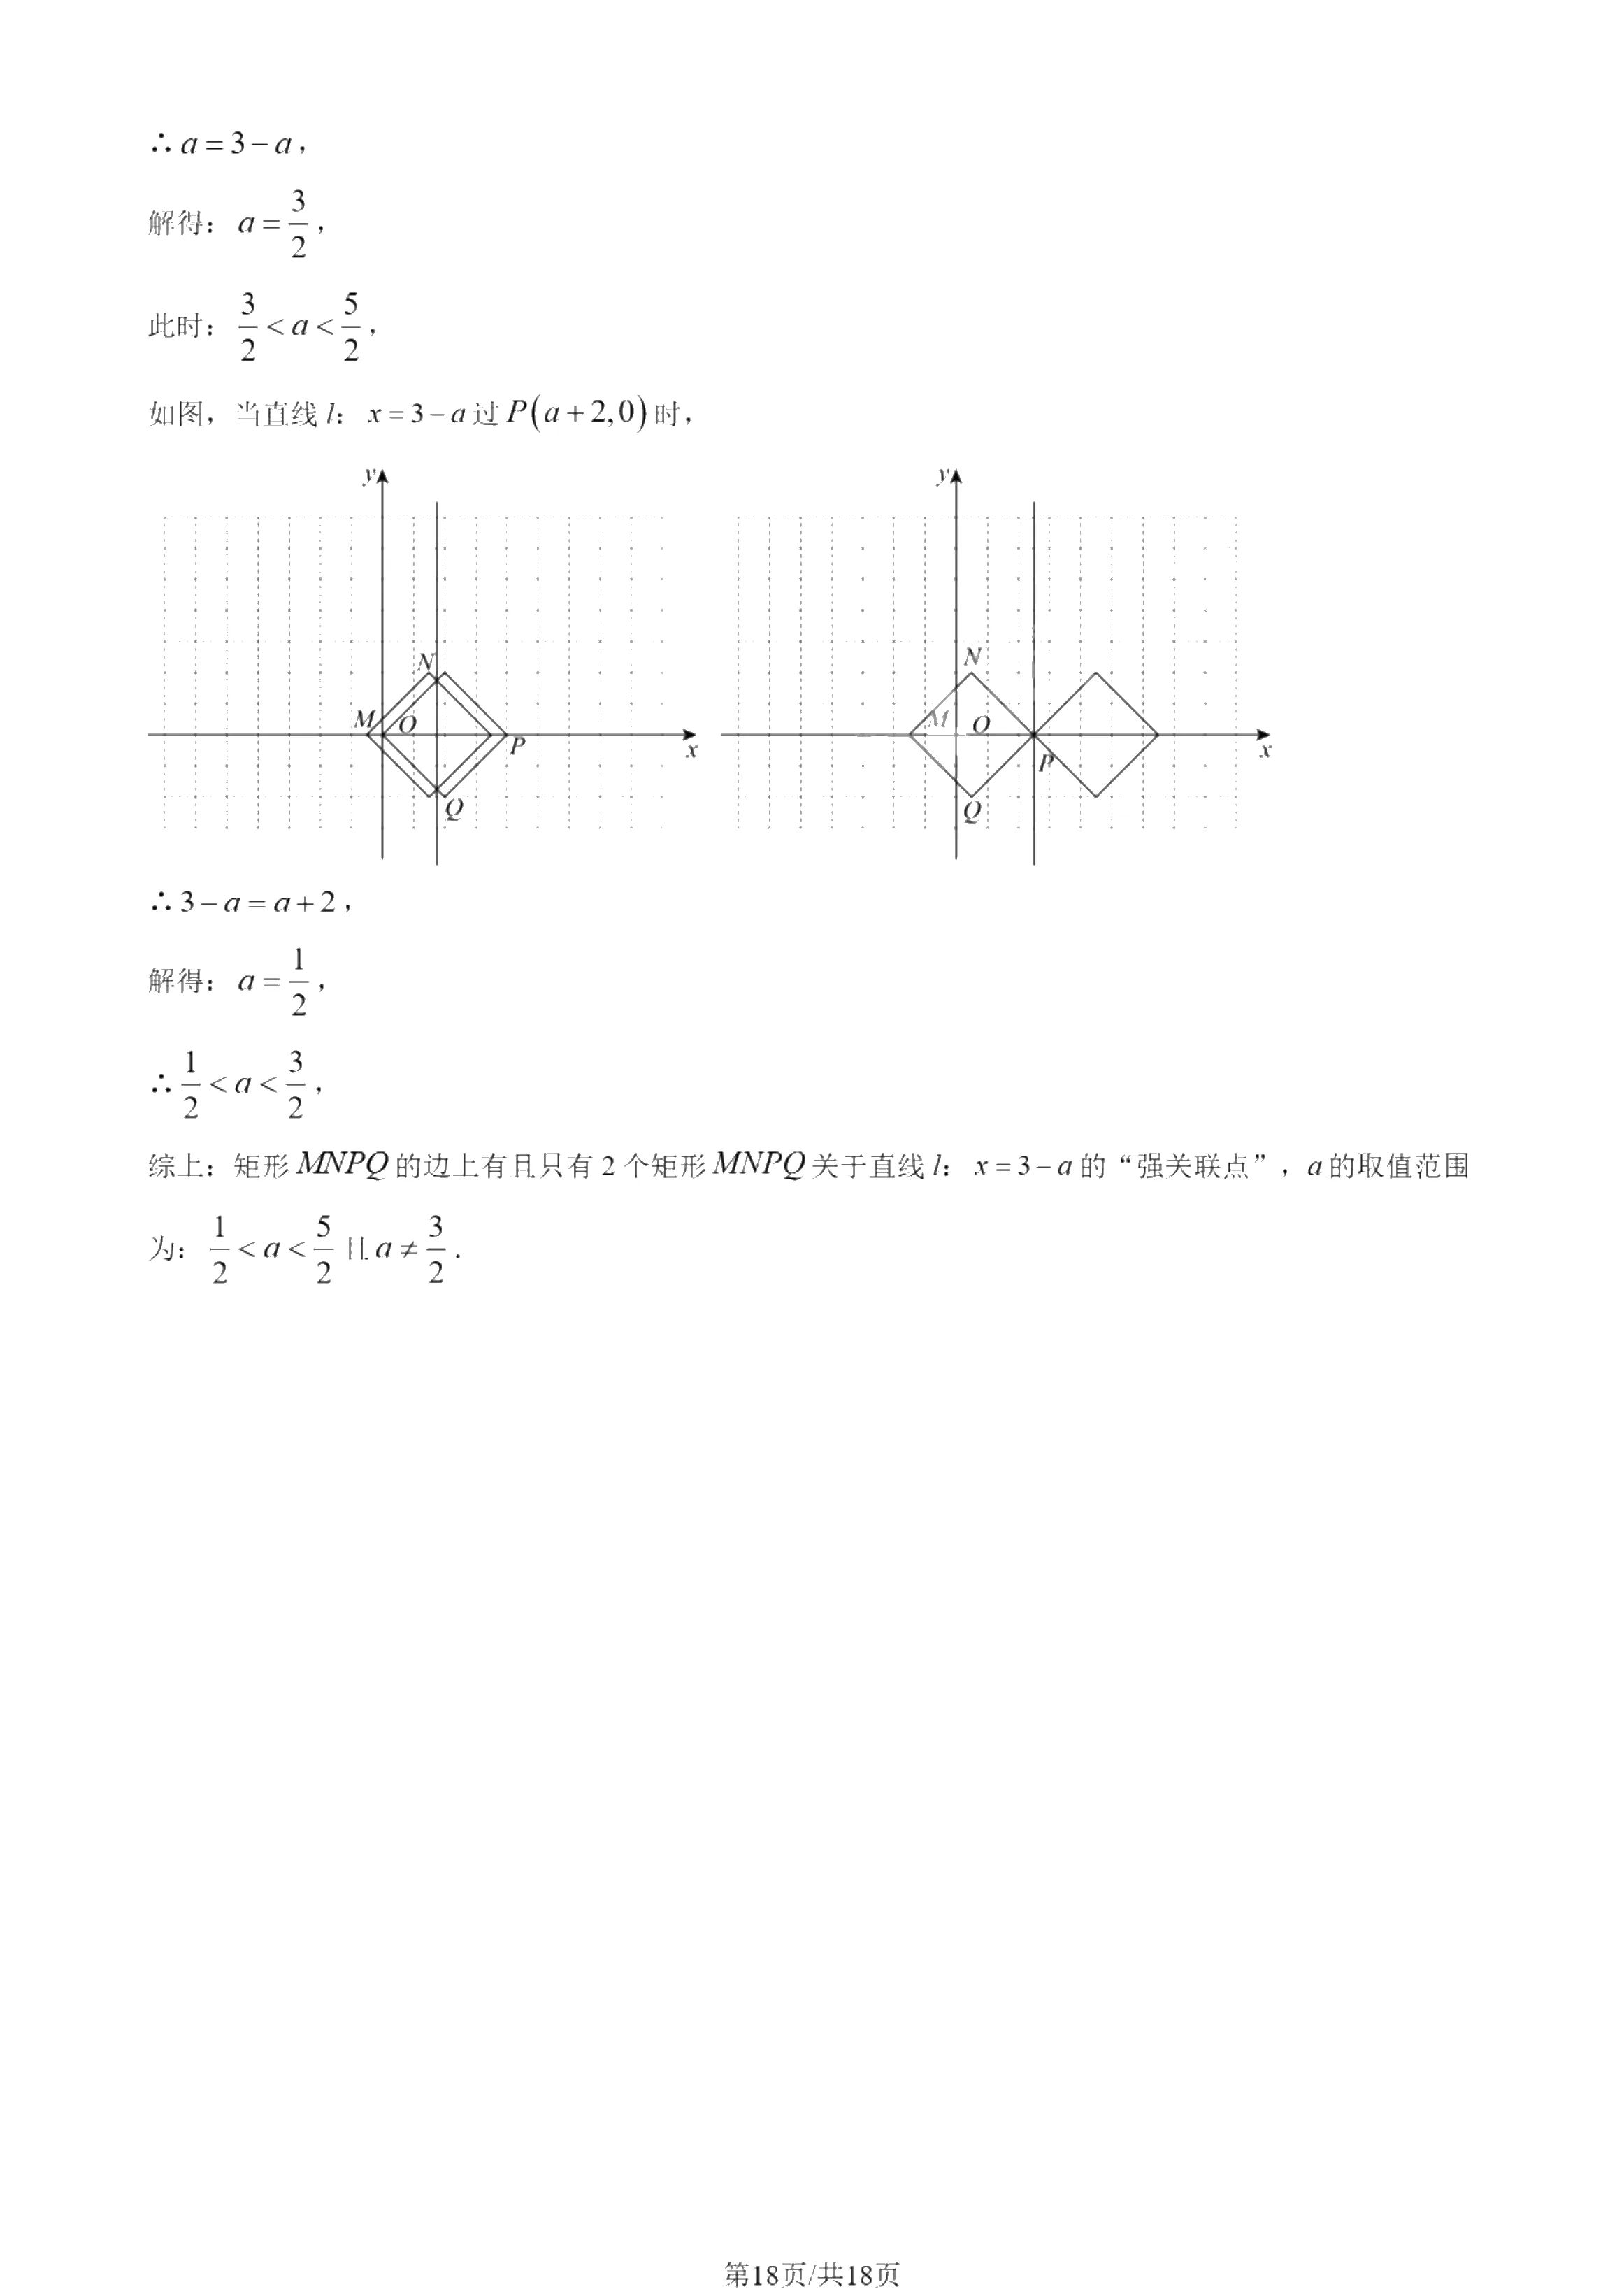 ∴a=3−a，
解得：a=3/2，
此时：3/2<a<5/2，
如图，当直线 l：x=3−a 过 P(a+2,0) 时，
y y
N N
M O M O
P x P x
Q Q
∴3−a=a+2，
解得：a=1/2，
∴1/2<a<3/2，
综上：矩形 MNPQ 的边上有且只有 2 个矩形 MNPQ 关于直线 l：x=3−a 的“强关联点”，a 的取值范围
为：1/2<a<5/2 且 a≠3/2.
第18页/共18页